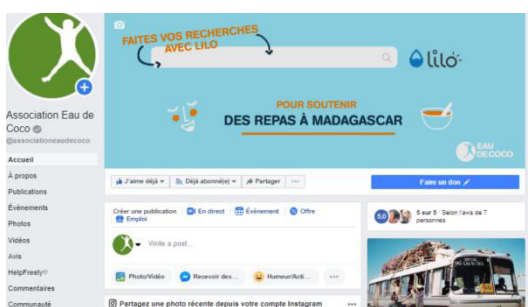 FAITES VOS RECHERCHES
AVEC LILO
lilo
POUR SOUTENIR
DES REPAS À MADAGASCAR
EAU
DE COCO
Association Eau de
Coco
@associationeaudecoco
Accueil
À propos
Publications
Évènements
Photos
Vidéos
Avis
HelpFreely
Commentaires
Communauté
J'aime déjà
Déjà abonné(e)
Partager
Faire un don
Créer une publication
En direct
Évènement
Offre
Emploi
Write a post...
Photo/Vidéo
Recevoir des...
Humeur/Acti...
Partagez une photo récente depuis votre compte Instagram
5,0
5 sur 5 · Selon l'avis de 7
personnes